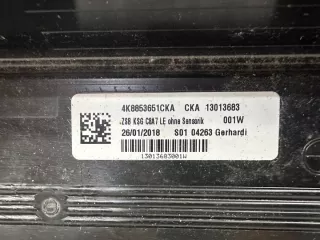 4K8853651CKA CKA 13013683
ZSB KSG C8A7 LE ohne Sensorik 001W
26/01/2018 S01 04263 Gerhardi
13013683001W